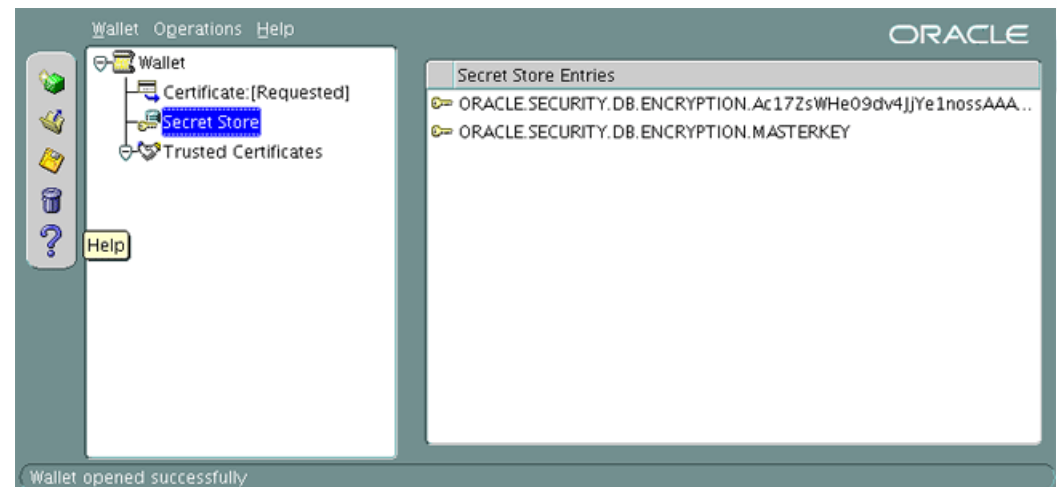 Wallet Operations Help
ORACLE
Wallet
Certificate:[Requested]
Secret Store
Trusted Certificates
Help
Secret Store Entries
ORACLE.SECURITY.DB.ENCRYPTION.Ac17ZsWHe09dv4JjYe1nossAAA...
ORACLE.SECURITY.DB.ENCRYPTION.MASTERKEY
Wallet opened successfully